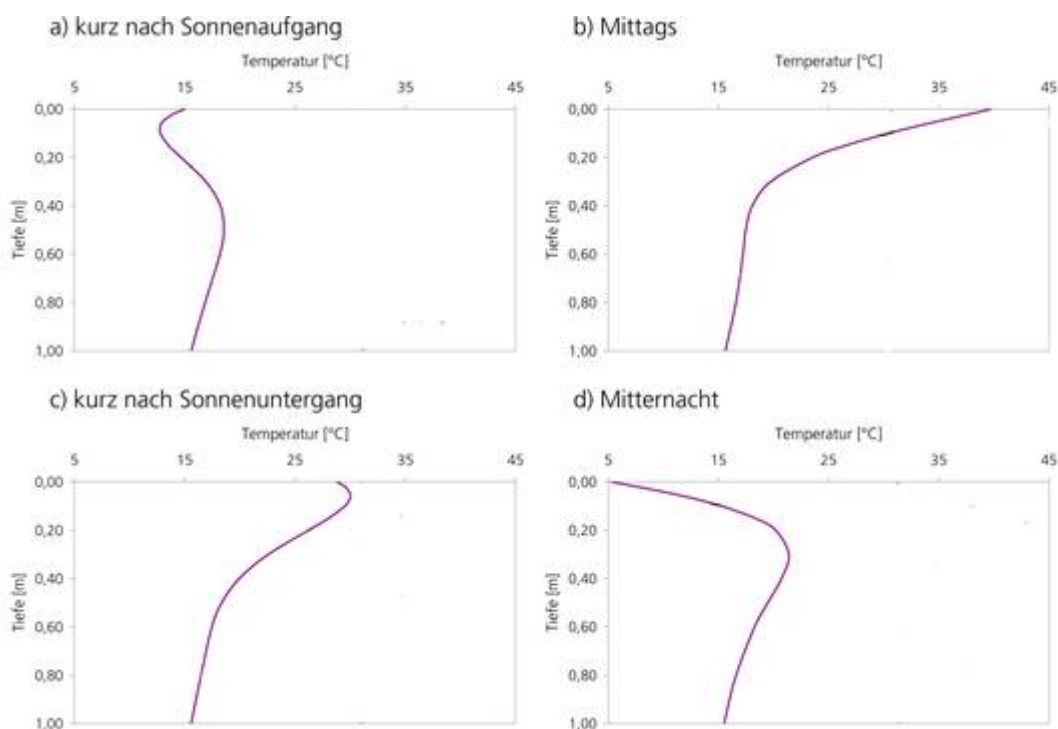 a) kurz nach Sonnenaufgang
Temperatur [°C]
5 15 25 35 45
0,00
0,20
0,40
0,60
0,80
1,00
Tiefe [m]
b) Mittags
Temperatur [°C]
5 15 25 35 45
0,00
0,20
0,40
0,60
0,80
1,00
Tiefe [m]
c) kurz nach Sonnenuntergang
Temperatur [°C]
5 15 25 35 45
0,00
0,20
0,40
0,60
0,80
1,00
Tiefe [m]
d) Mitternacht
Temperatur [°C]
5 15 25 35 45
0,00
0,20
0,40
0,60
0,80
1,00
Tiefe [m]